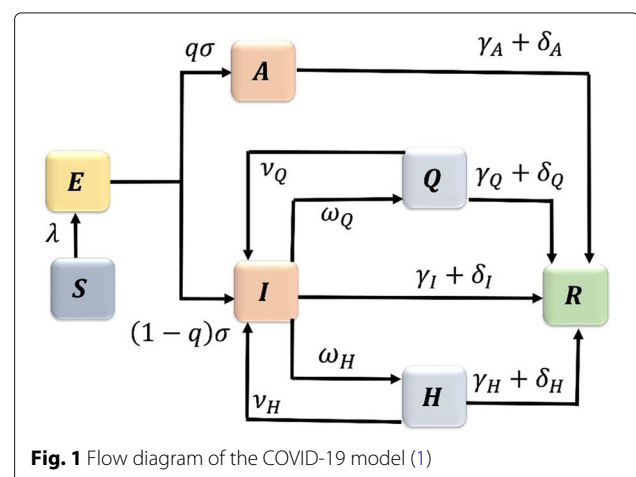 qσ
A
γ_A + δ_A
E
ν_Q
Q
γ_Q + δ_Q
ω_Q
λ
S
I
γ_I + δ_I
R
(1 − q)σ
ω_H
ν_H
H
γ_H + δ_H
Fig. 1 Flow diagram of the COVID-19 model (1)